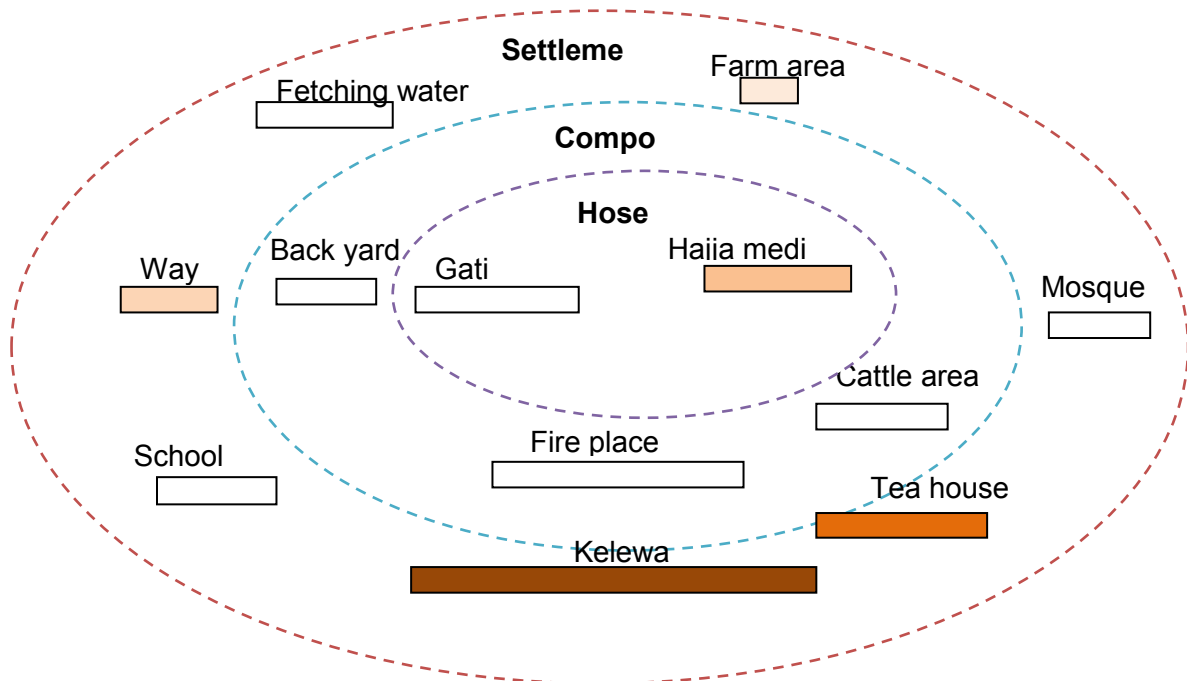 Settleme
Farm area
Fetching water
Compo
Hose
Back yard
Haiia medi
Way
Gati
Mosque
Cattle area
Fire place
School
Tea house
Kelewa